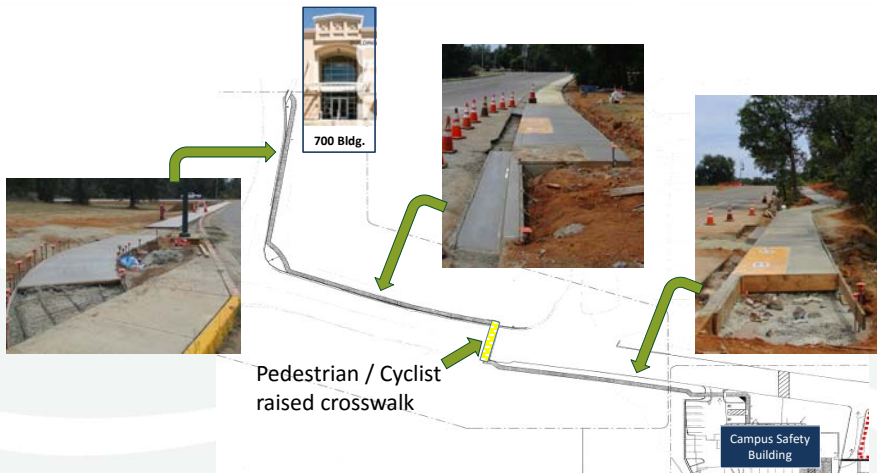 700 Bldg.
Pedestrian / Cyclist
raised crosswalk
Campus Safety
Building